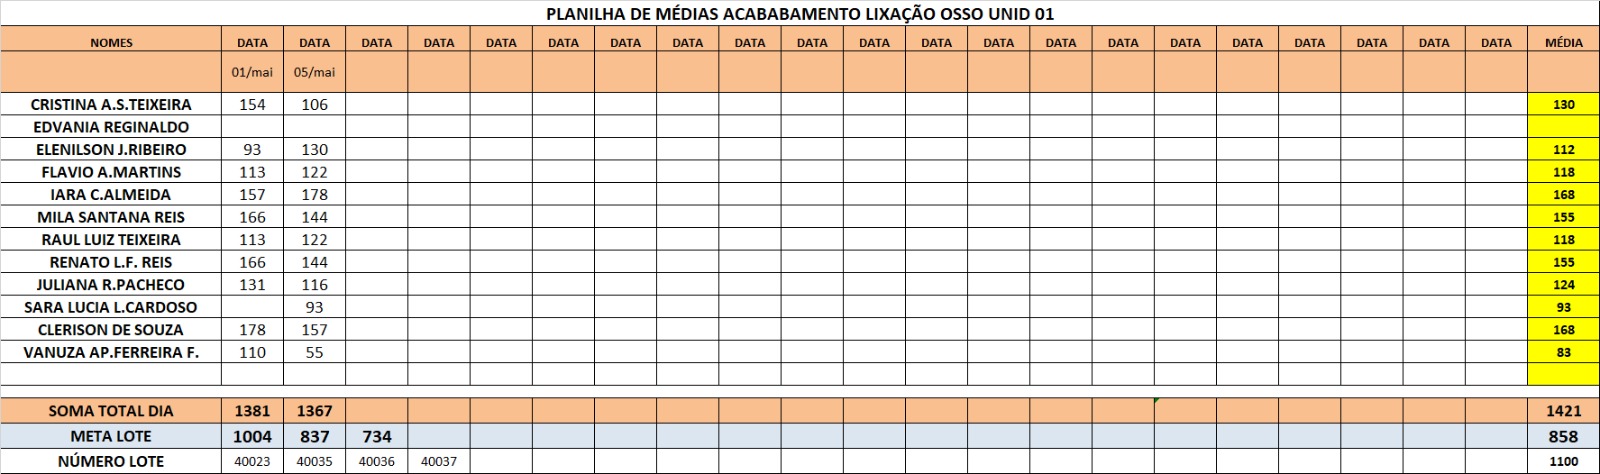 PLANILHA DE MÉDIAS ACABABAMENTO LIXAÇÃO OSSO UNID 01
NOMES DATA DATA DATA DATA DATA DATA DATA DATA DATA DATA DATA DATA DATA DATA DATA DATA DATA DATA DATA DATA DATA MÉDIA
01/mai 05/mai
CRISTINA A.S.TEIXEIRA 154 106 130
EDVANIA REGINALDO
ELENILSON J.RIBEIRO 93 130 112
FLAVIO A.MARTINS 113 122 118
IARA C.ALMEIDA 157 178 168
MILA SANTANA REIS 166 144 155
RAUL LUIZ TEIXEIRA 113 122 118
RENATO L.F. REIS 166 144 155
JULIANA R.PACHECO 131 116 124
SARA LUCIA L.CARDOSO 93 93
CLERISON DE SOUZA 178 157 168
VANUZA AP.FERREIRA F. 110 55 83
SOMA TOTAL DIA 1381 1367 1421
META LOTE 1004 837 734 858
NÚMERO LOTE 40023 40035 40036 40037 1100